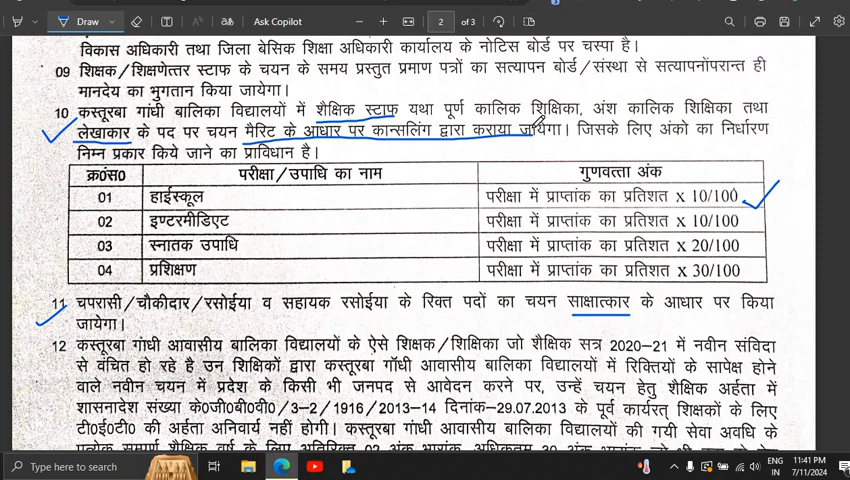 Draw
Ask Copilot
2
of 3
विकास अधिकारी तथा जिला बेसिक शिक्षा अधिकारी कार्यालय के नोटिस बोर्ड पर चस्पा है।
09 शिक्षक/शिक्षणेत्तर स्टाफ के चयन के समय प्रस्तुत प्रमाण पत्रों का सत्यापन बोर्ड/संस्था से सत्यापनोंपरान्त ही
मानदेय का भुगतान किया जायेगा।
10 कस्तूरबा गांधी बालिका विद्यालयों में शैक्षिक स्टाफ यथा पूर्ण कालिक शिक्षिका, अंश कालिक शिक्षिका तथा
लेखाकार के पद पर चयन मैरिट के आधार पर कान्सलिंग द्वारा कराया जायेगा। जिसके लिए अंको का निर्धारण
निम्न प्रकार किये जाने का प्राविधान है।
क्र0सं0 परीक्षा/उपाधि का नाम गुणवत्ता अंक
01 हाईस्कूल परीक्षा में प्राप्तांक का प्रतिशत x 10/100
02 इण्टरमीडिएट परीक्षा में प्राप्तांक का प्रतिशत x 10/100
03 स्नातक उपाधि परीक्षा में प्राप्तांक का प्रतिशत x 20/100
04 प्रशिक्षण परीक्षा में प्राप्तांक का प्रतिशत x 30/100
11 चपरासी/चौकीदार/रसोईया व सहायक रसोईया के रिक्त पदों का चयन साक्षात्कार के आधार पर किया
जायेगा।
12 कस्तूरबा गांधी आवासीय बालिका विद्यालयों के ऐसे शिक्षक/शिक्षिका जो शैक्षिक सत्र 2020-21 में नवीन संविदा
से वंचित हो रहे है उन शिक्षिकों द्वारा कस्तूरबा गॉधी आवासीय बालिका विद्यालयों में रिक्तियों के सापेक्ष होने
वाले नवीन चयन में प्रदेश के किसी भी जनपद से आवेदन करने पर, उन्हें चयन हेतु शैक्षिक अर्हता में
शासनादेश संख्या के0जी0बी0वी0/3-2/1916/2013-14 दिनांक-29.07.2013 के पूर्व कार्यरत् शिक्षकों के लिए
टी0ई0टी0 की अर्हता अनिवार्य नहीं होगी। कस्तूरबा गांधी आवासीय बालिका विद्यालयों की गयी सेवा अवधि के
प्रत्येक सम्पूर्ण शैक्षिक वर्ष के लिए अतिरिक्त 02 अंक
Type here to search
ENG
IN
11:41 PM
7/11/2024